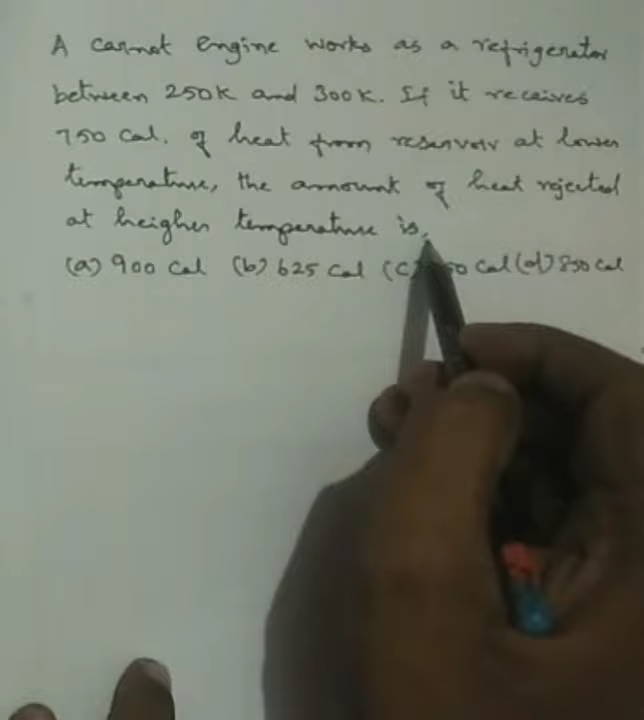 A carnot engine works as a refrigerator
between 250K and 300K. If it receives
750 Cal. of heat from reservoir at lower
temperature, the amount of heat rejected
at heigher temperature is,
(a) 900 Cal (b) 625 Cal (c) Cal (d) 850 Cal